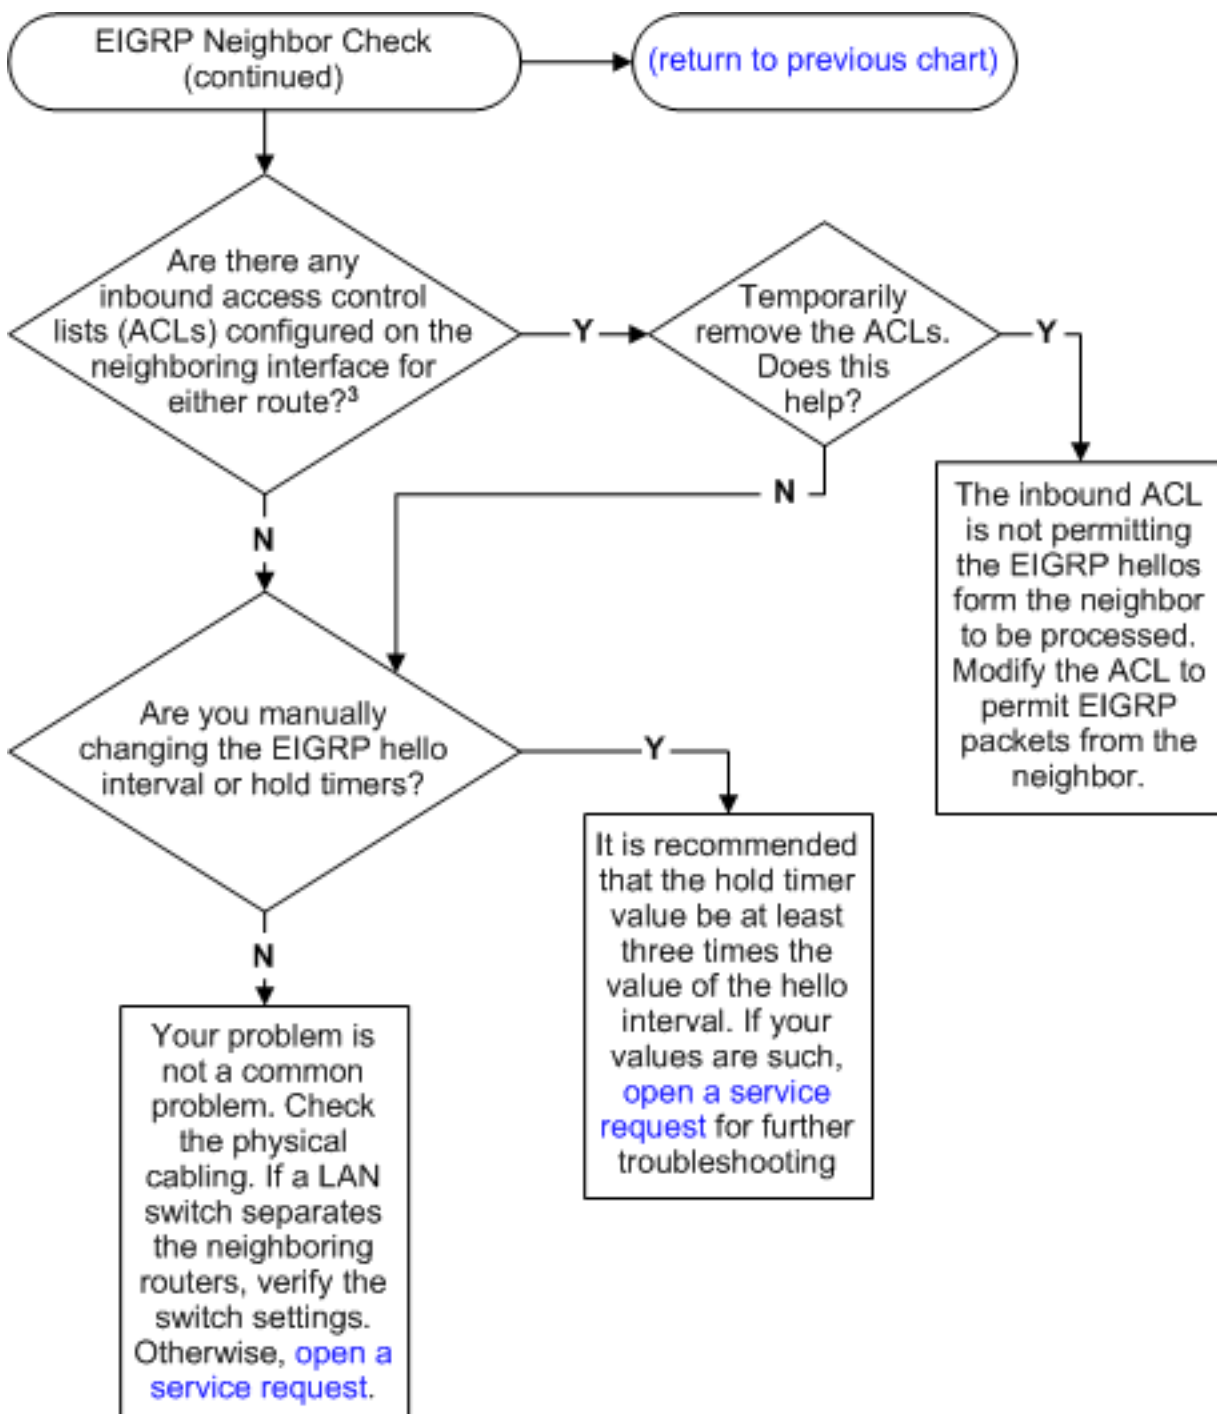 EIGRP Neighbor Check
(continued)
(return to previous chart)
Are there any
inbound access control
lists (ACLs) configured on the
neighboring interface for
either route?³
Y
Temporarily
remove the ACLs.
Does this
help?
Y
N
N
The inbound ACL
is not permitting
the EIGRP hellos
form the neighbor
to be processed.
Modify the ACL to
permit EIGRP
packets from the
neighbor.
Are you manually
changing the EIGRP hello
interval or hold timers?
Y
N
It is recommended
that the hold timer
value be at least
three times the
value of the hello
interval. If your
values are such,
open a service
request for further
troubleshooting
Your problem is
not a common
problem. Check
the physical
cabling. If a LAN
switch separates
the neighboring
routers, verify the
switch settings.
Otherwise, open a
service request.